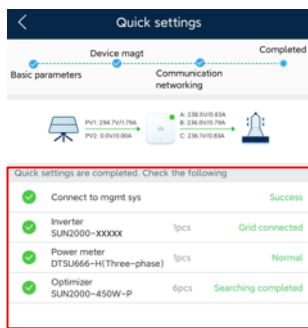 Quick settings
Device magt
Completed
Basic parameters
Communication
networking
PV1: 294.7V/1.79A
PV2: 0.0V/0.00A
A: 238.5V/0.83A
B: 236.0V/0.79A
C: 236.1V/0.83A
Quick settings are completed. Check the following
Connect to mgmt sys
Success
Inverter
SUN2000-XXXXX
1pcs
Grid connected
Power meter
DTSU666-H(Three-phase)
1pcs
Normal
Optimizer
SUN2000-450W-P
6pcs
Searching completed